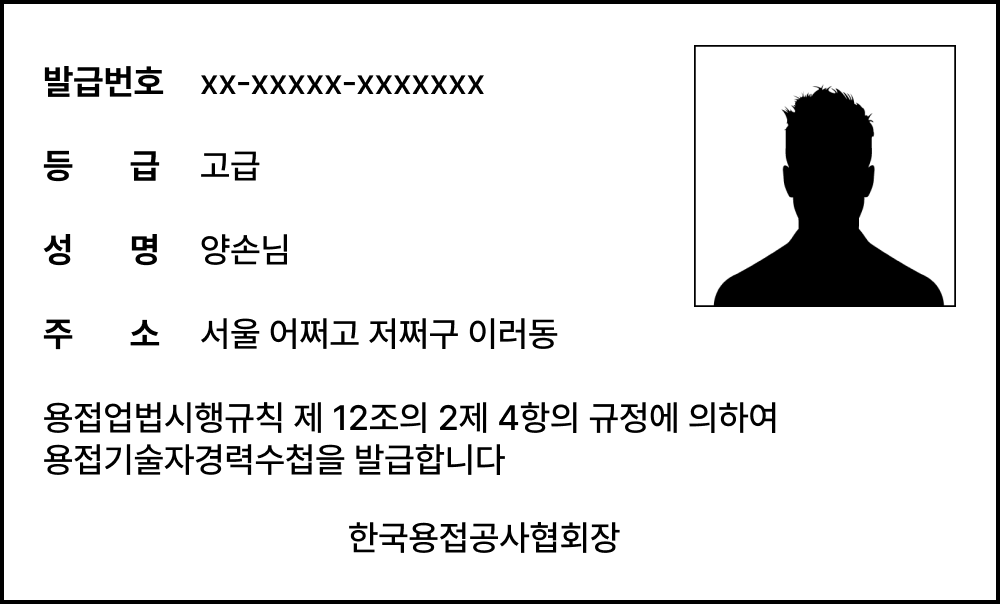 발급번호 xx-xxxxx-xxxxxxx
등 급 고급
성 명 양손님
주 소 서울 어쩌고 저쩌구 이러동
용접업법시행규칙 제 12조의 2제 4항의 규정에 의하여
용접기술자경력수첩을 발급합니다
한국용접공사협회장